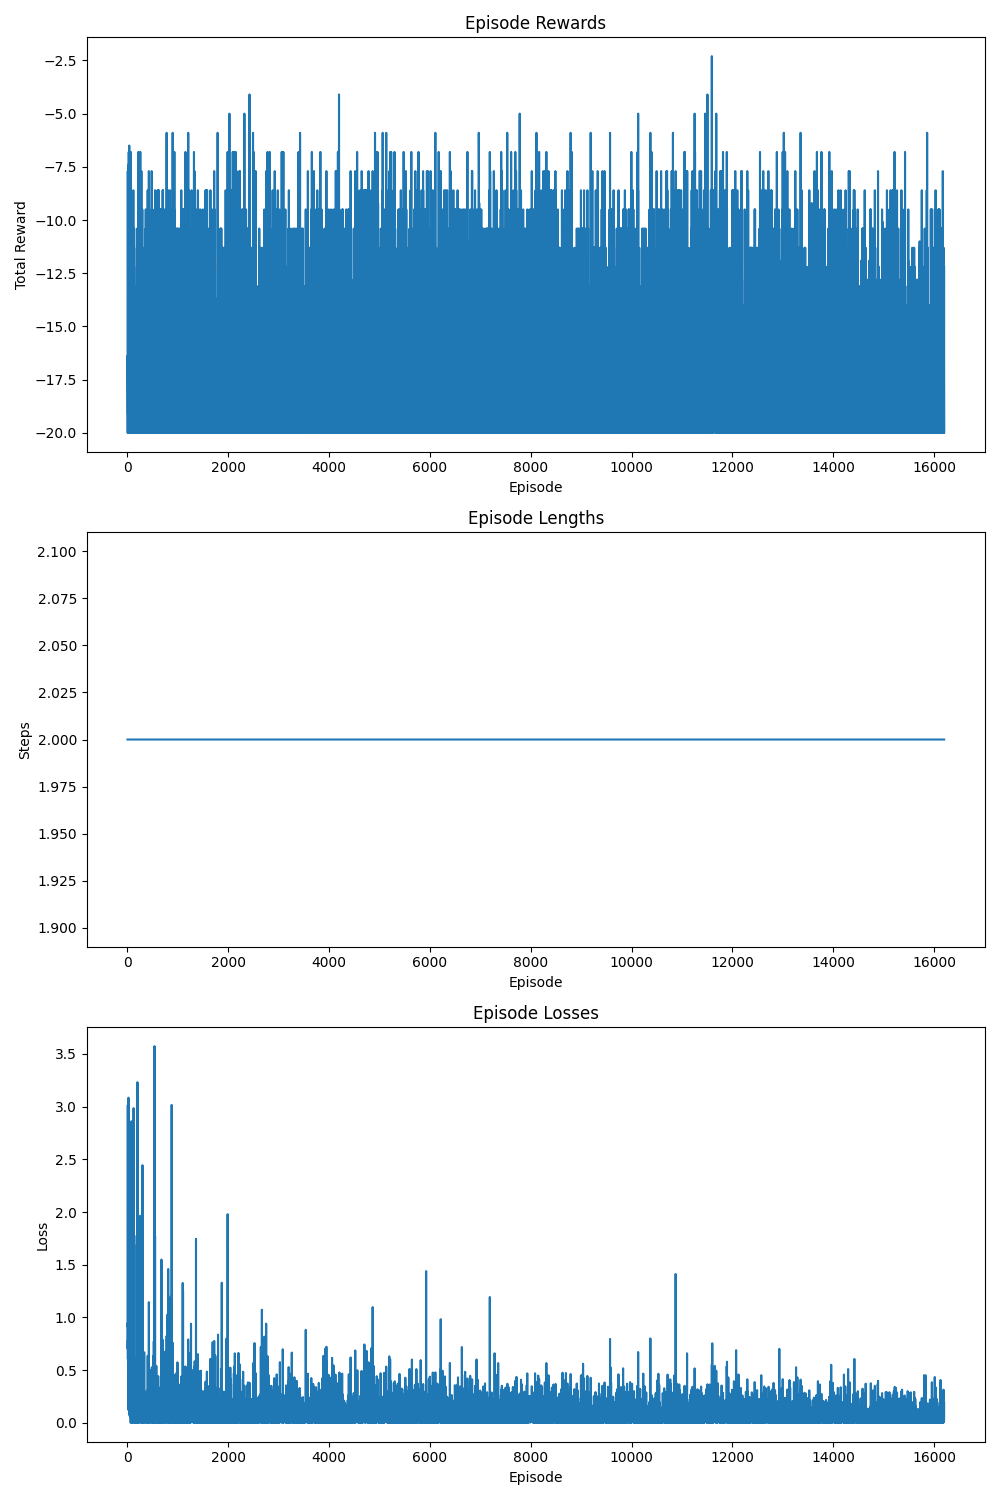 Episode Rewards
−2.5
−5.0
−7.5
−10.0
−12.5
−15.0
−17.5
−20.0
Total Reward
0 2000 4000 6000 8000 10000 12000 14000 16000
Episode
Episode Lengths
2.100
2.075
2.050
2.025
2.000
1.975
1.950
1.925
1.900
Steps
0 2000 4000 6000 8000 10000 12000 14000 16000
Episode
Episode Losses
3.5
3.0
2.5
2.0
1.5
1.0
0.5
0.0
Loss
0 2000 4000 6000 8000 10000 12000 14000 16000
Episode